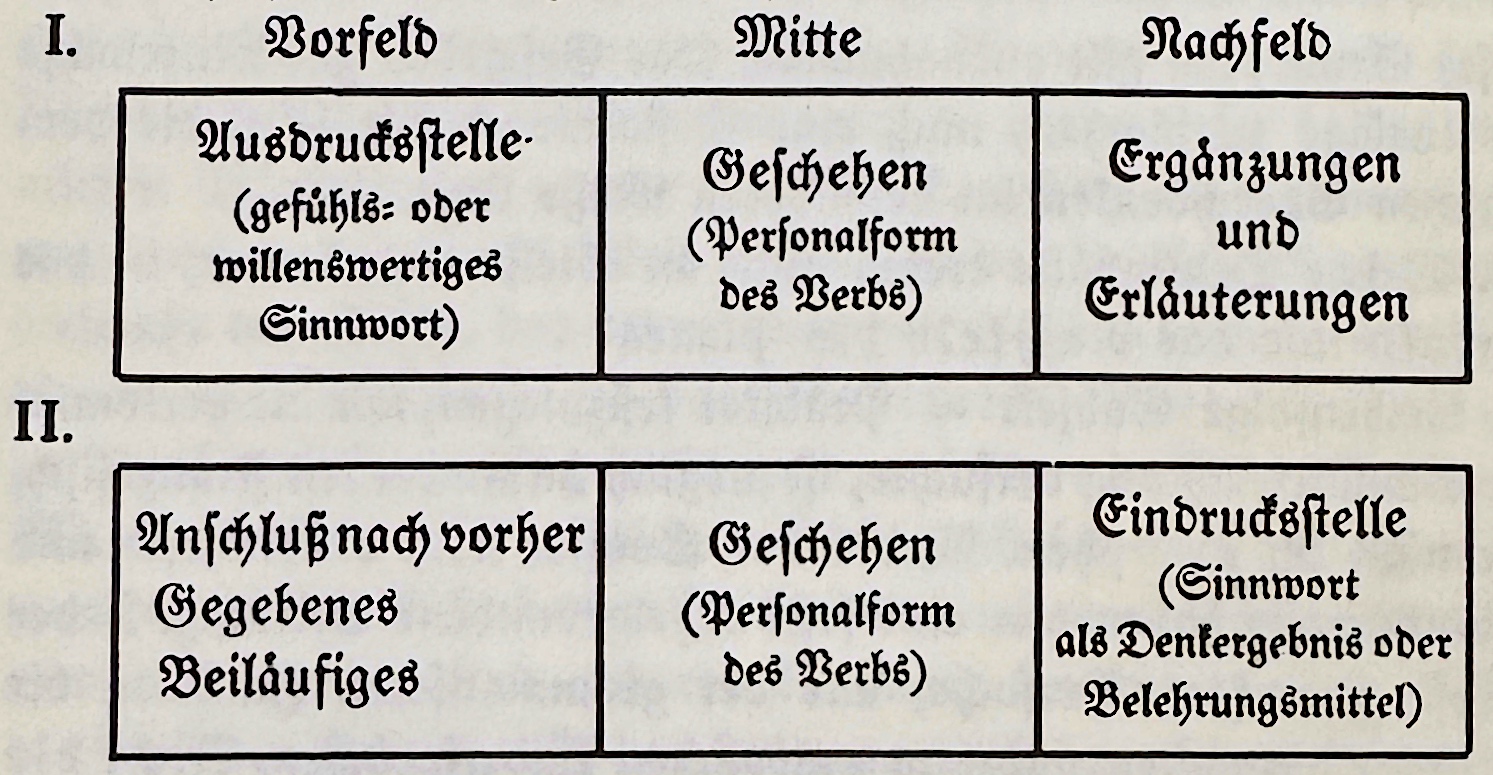 I. Vorfeld Mitte Nachfeld
Ausdrucksstelle
(gefühls= oder
willenswertiges
Sinnwort)
Geschehen
(Personalform
des Verbs)
Ergänzungen
und
Erläuterungen
II.
Anschluß nach vorher
Gegebenes
Beiläufiges
Geschehen
(Personalform
des Verbs)
Eindrucksstelle
(Sinnwort
als Denkergebnis oder
Belehrungsmittel)